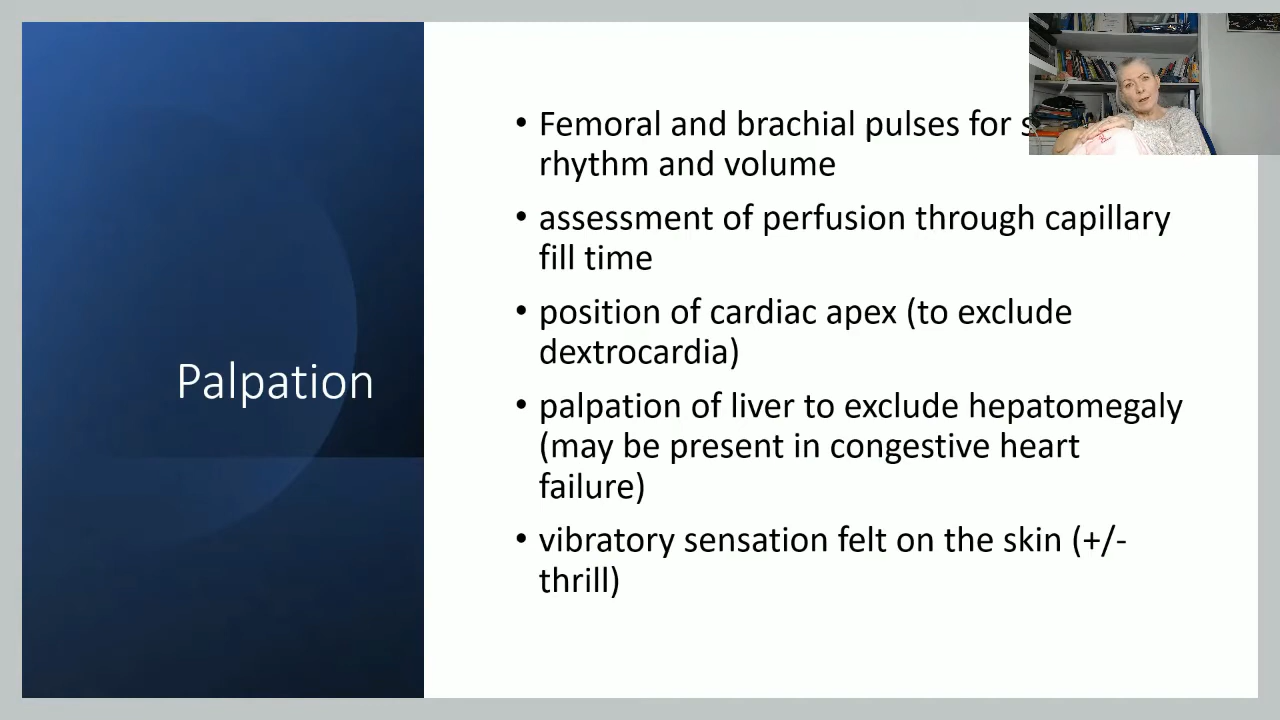 Palpation
• Femoral and brachial pulses for
rhythm and volume
• assessment of perfusion through capillary
fill time
• position of cardiac apex (to exclude
dextrocardia)
• palpation of liver to exclude hepatomegaly
(may be present in congestive heart
failure)
• vibratory sensation felt on the skin (+/-
thrill)